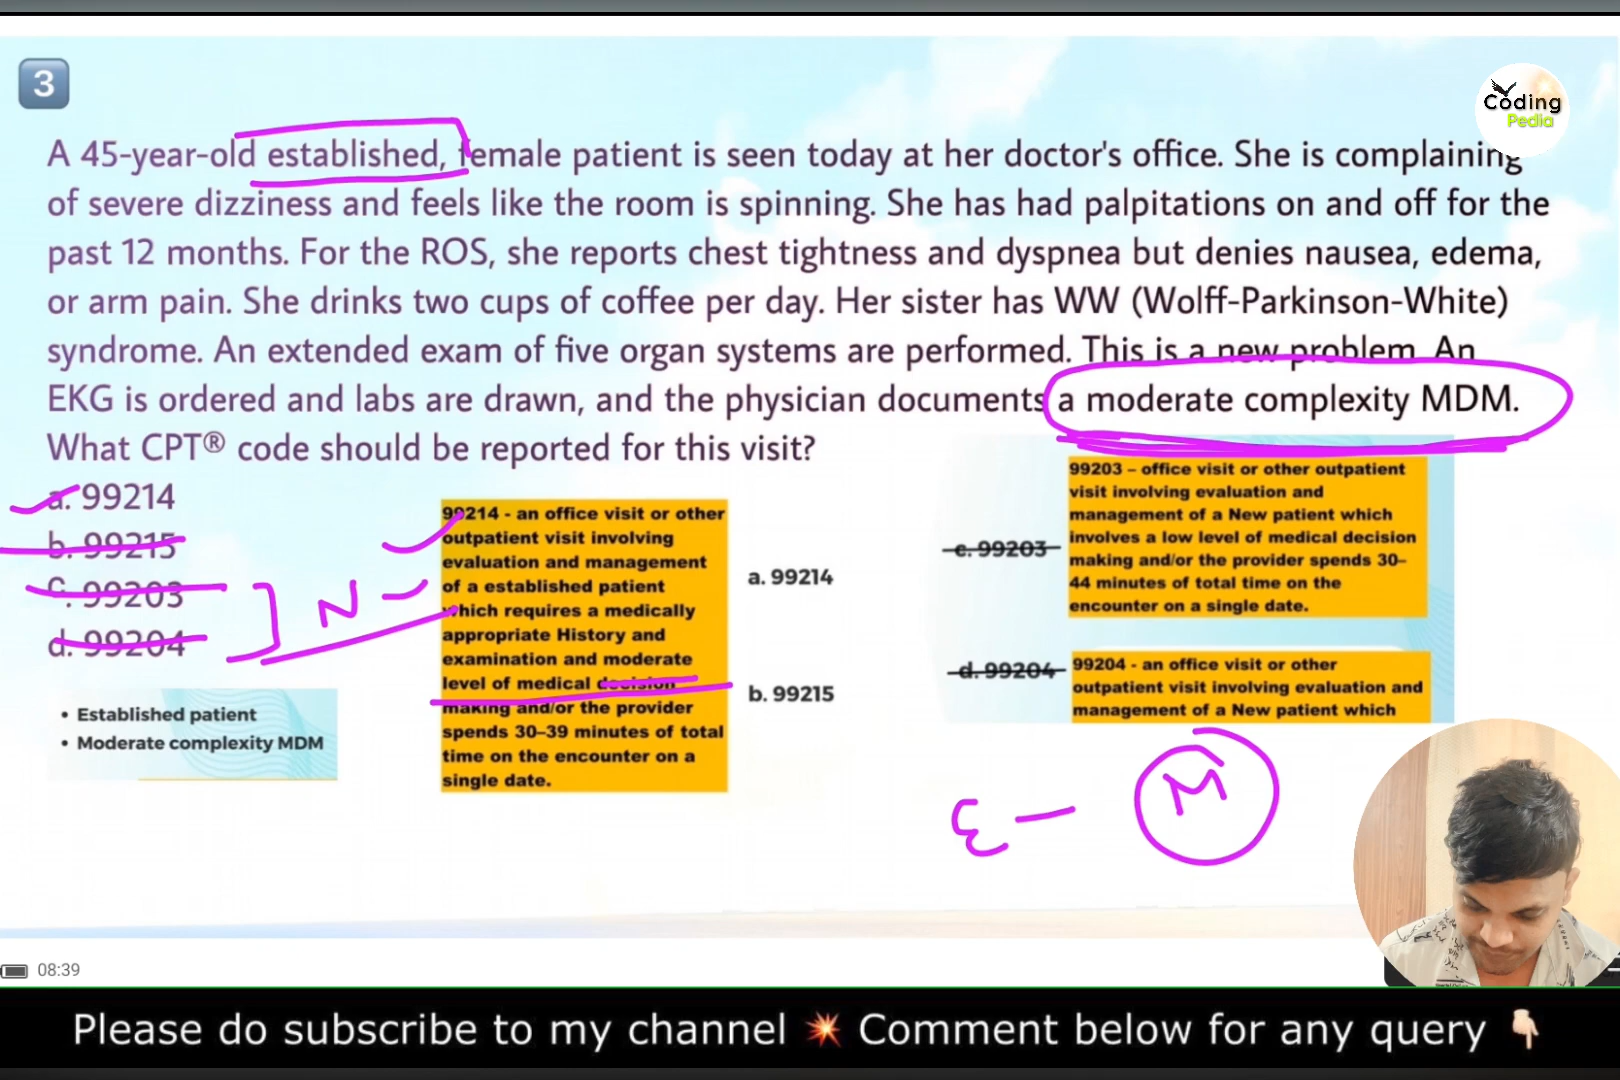 3
Coding
Pedia
A 45-year-old established, female patient is seen today at her doctor's office. She is complaining
of severe dizziness and feels like the room is spinning. She has had palpitations on and off for the
past 12 months. For the ROS, she reports chest tightness and dyspnea but denies nausea, edema,
or arm pain. She drinks two cups of coffee per day. Her sister has WW (Wolff-Parkinson-White)
syndrome. An extended exam of five organ systems are performed. This is a new problem. An
EKG is ordered and labs are drawn, and the physician documents a moderate complexity MDM.
What CPT® code should be reported for this visit?
a. 99214
b. 99215
c. 99203
d. 99204
N -
• Established patient
• Moderate complexity MDM
99214 - an office visit or other
outpatient visit involving
evaluation and management
of a established patient
which requires a medically
appropriate History and
examination and moderate
level of medical decision
making and/or the provider
spends 30–39 minutes of total
time on the encounter on a
single date.
a. 99214
b. 99215
c. 99203
99203 – office visit or other outpatient
visit involving evaluation and
management of a New patient which
involves a low level of medical decision
making and/or the provider spends 30–
44 minutes of total time on the
encounter on a single date.
d. 99204
99204 - an office visit or other
outpatient visit involving evaluation and
management of a New patient which
E - M
08:39
Please do subscribe to my channel 💥 Comment below for any query 👇🏻